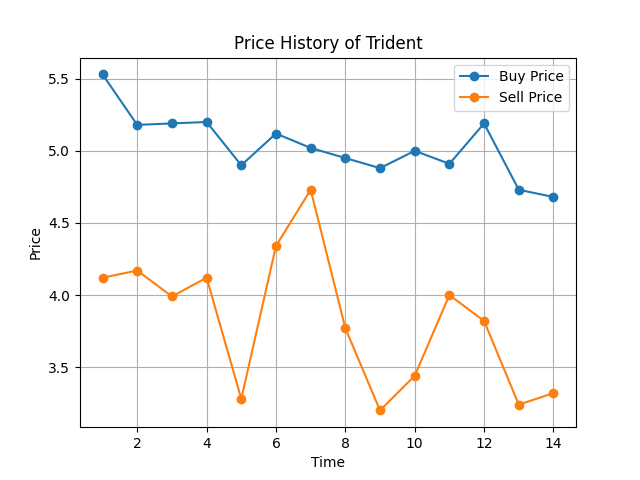 Price History of Trident
Buy Price
Sell Price
5.5
5.0
4.5
4.0
3.5
Price
2 4 6 8 10 12 14
Time